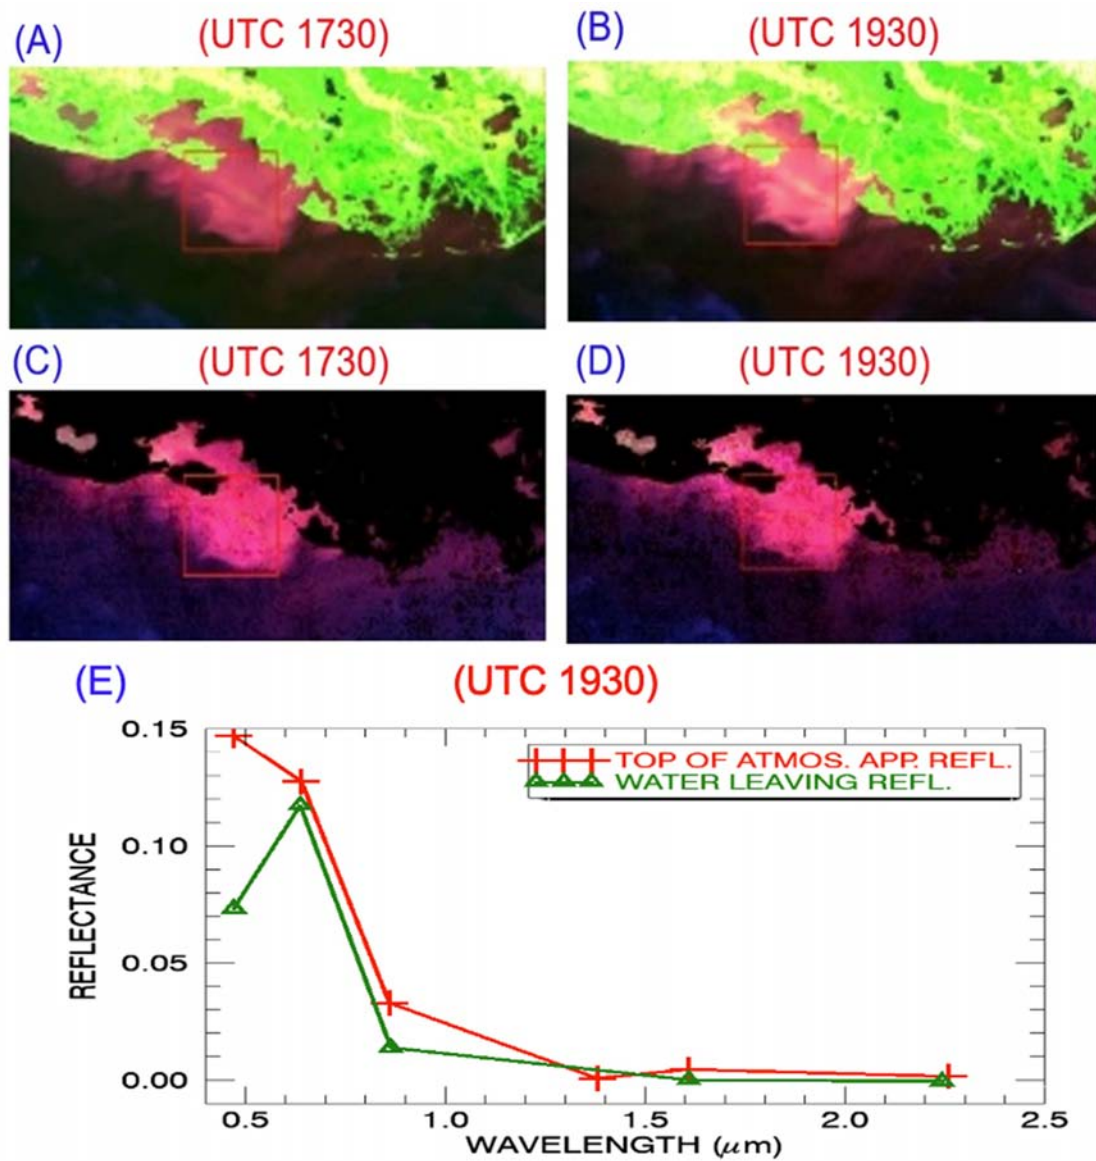 (A) (UTC 1730) (B) (UTC 1930)
(C) (UTC 1730) (D) (UTC 1930)
(E) (UTC 1930)
0.15
TOP OF ATMOS. APP. REFL.
WATER LEAVING REFL.
0.10
REFLECTANCE
0.05
0.00
0.5 1.0 1.5 2.0 2.5
WAVELENGTH (μm)